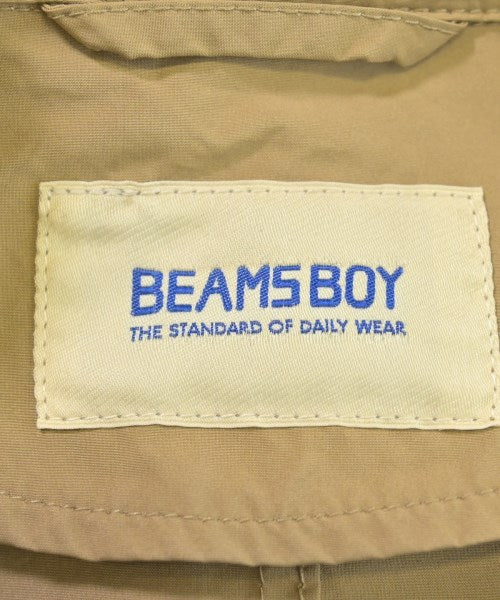 BEAMS BOY
THE STANDARD OF DAILY WEAR